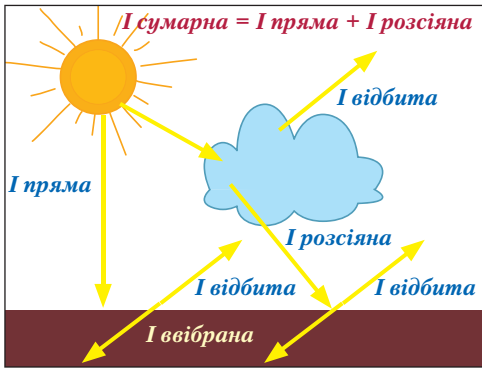 I сумарна = I пряма + I розсіяна
I відбита
I пряма
I розсіяна
I відбита
I відбита
I ввібрана